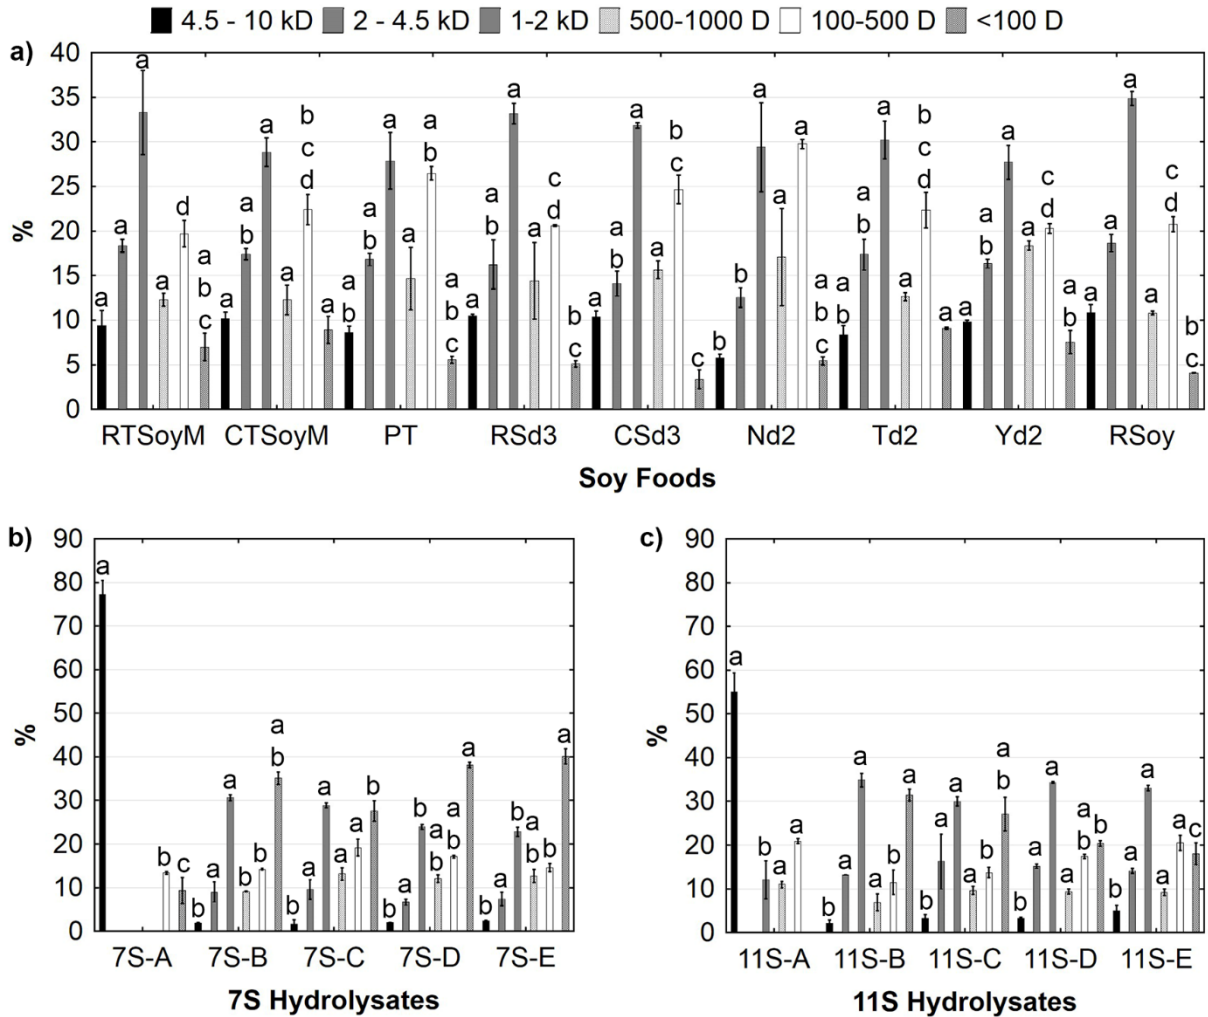 4.5 - 10 kD 2 - 4.5 kD 1-2 kD 500-1000 D 100-500 D <100 D
a)
40
35
30
25
20
15
10
5
0
%
a a a a d a b c
a a b a a b c d a
a b a b a a a b a b c
a a b a a c d b c
a a b a a b c c
b b a a a a b c
a b a b a a b c d a
a a b a a c d a b
a a a a c d b c
RTSoyM CTSoyM PT RSd3 CSd3 Nd2 Td2 Yd2 RSoy
Soy Foods
b)
90
80
70
60
50
40
30
20
10
0
%
a b c
b a a b b a b
b a a a a b
b a b a b a b a
b a b a b b a
7S-A 7S-B 7S-C 7S-D 7S-E
7S Hydrolysates
c)
90
80
70
60
50
40
30
20
10
0
%
a b a a
b a a a b a
b a a a b a b
b a a a a b b
b a a a a c
11S-A 11S-B 11S-C 11S-D 11S-E
11S Hydrolysates